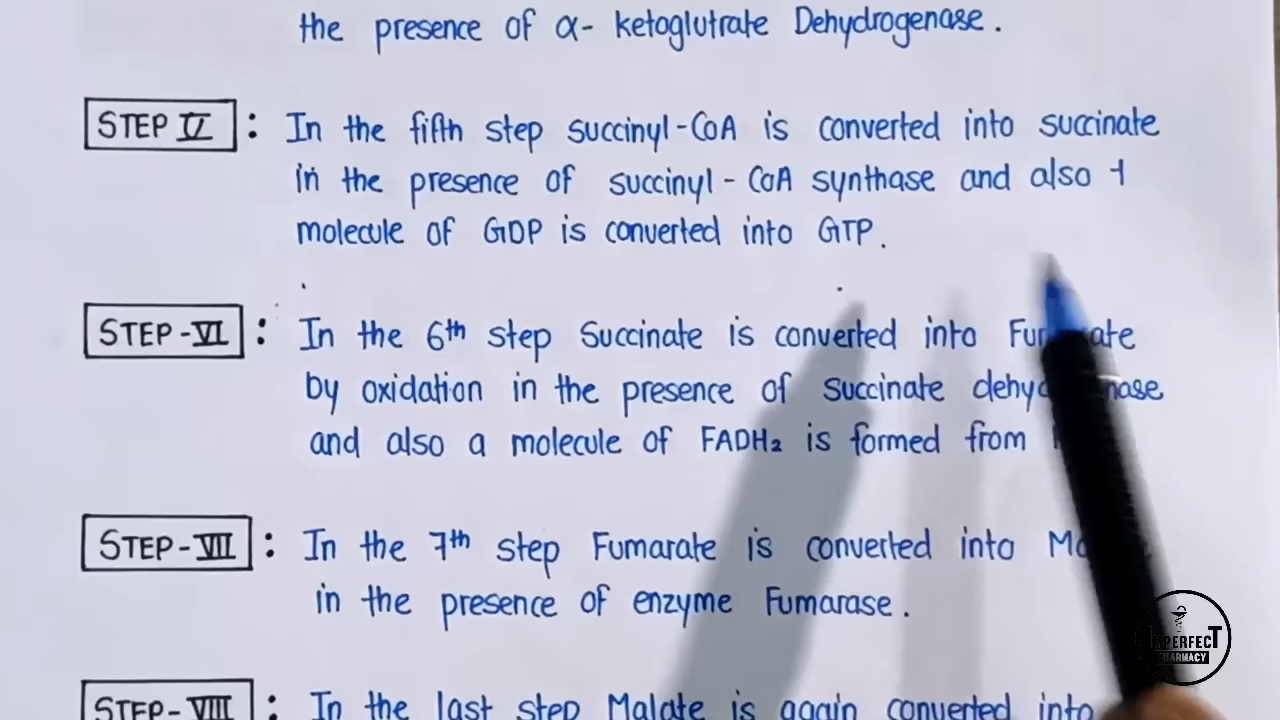 the presence of α- ketoglutrate Dehydrogenase.
STEP V : In the fifth step succinyl-CoA is converted into succinate
in the presence of succinyl - CoA synthase and also 1
molecule of GDP is converted into GTP.
STEP-VI : In the 6th step Succinate is converted into
by oxidation in the presence of succinate
and also a molecule of FADH₂ is formed from
STEP-VII : In the 7th step Fumarate is converted into
in the presence of enzyme Fumarase.
STEP-VIII : In the last step Malate is again converted into
IMPERFECT
PHARMACY